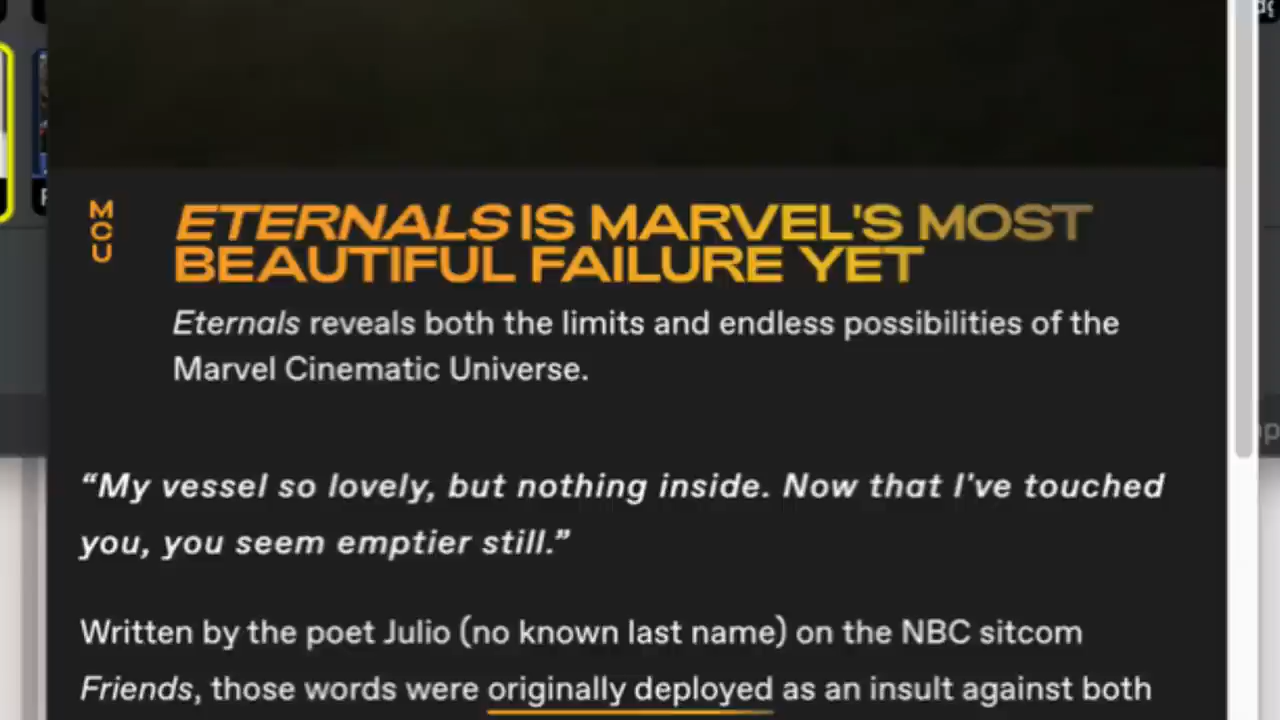 MCU
ETERNALS IS MARVEL'S MOST
BEAUTIFUL FAILURE YET
Eternals reveals both the limits and endless possibilities of the
Marvel Cinematic Universe.
“My vessel so lovely, but nothing inside. Now that I've touched
you, you seem emptier still.”
Written by the poet Julio (no known last name) on the NBC sitcom
Friends, those words were originally deployed as an insult against both